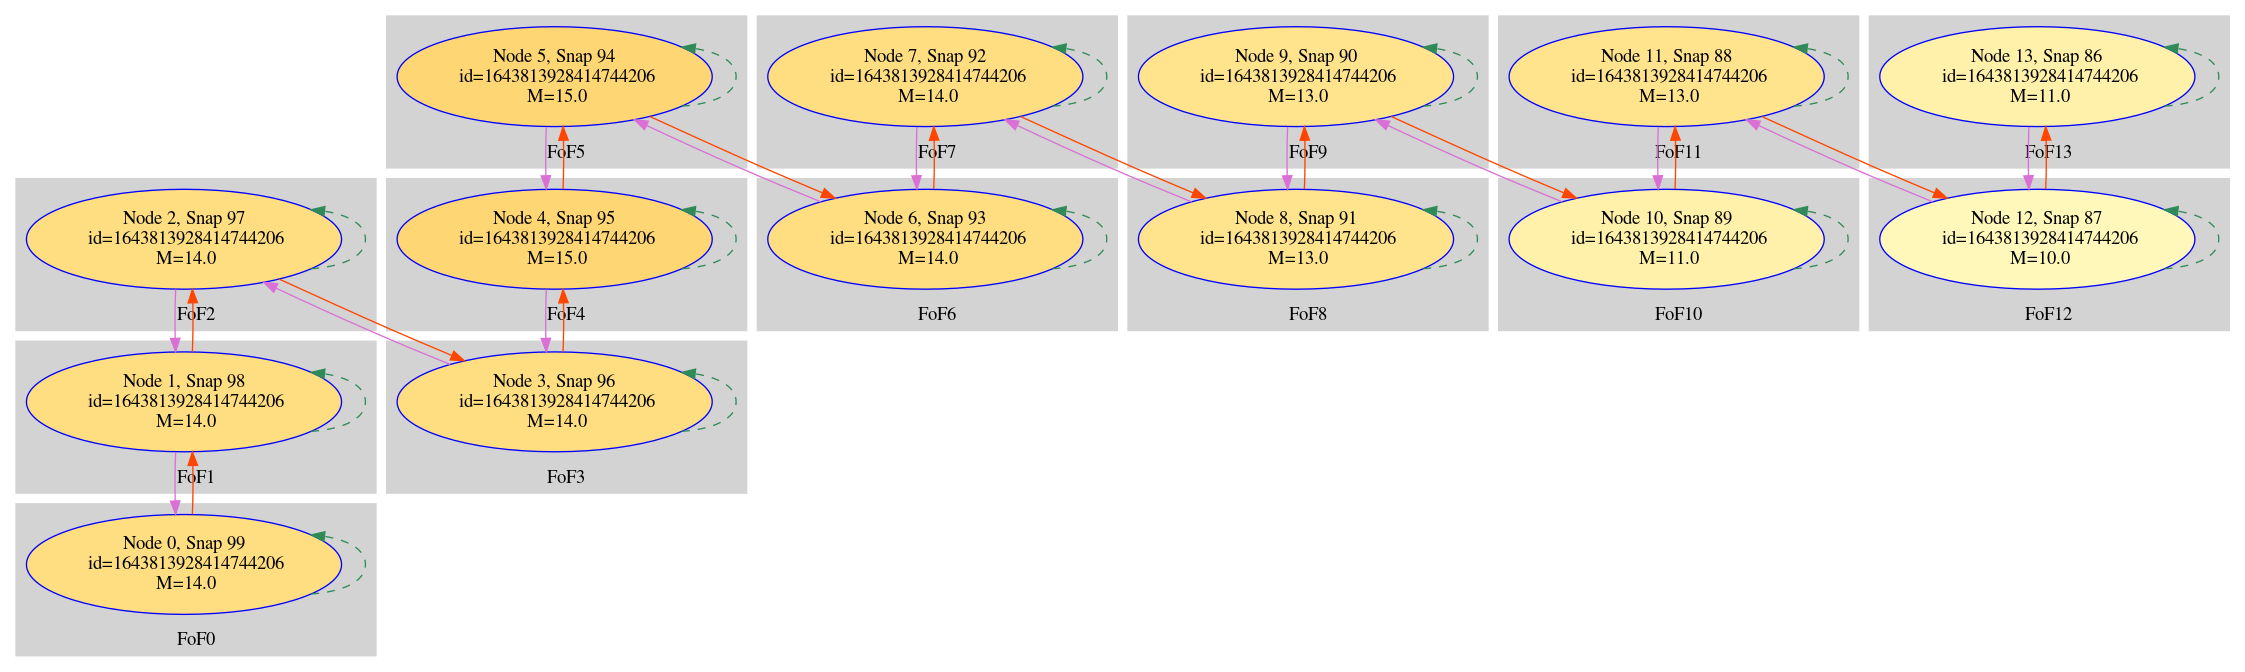 Node 5, Snap 94
id=1643813928414744206
M=15.0
FoF5
Node 7, Snap 92
id=1643813928414744206
M=14.0
FoF7
Node 9, Snap 90
id=1643813928414744206
M=13.0
FoF9
Node 11, Snap 88
id=1643813928414744206
M=13.0
FoF11
Node 13, Snap 86
id=1643813928414744206
M=11.0
FoF13
Node 2, Snap 97
id=1643813928414744206
M=14.0
FoF2
Node 4, Snap 95
id=1643813928414744206
M=15.0
FoF4
Node 6, Snap 93
id=1643813928414744206
M=14.0
FoF6
Node 8, Snap 91
id=1643813928414744206
M=13.0
FoF8
Node 10, Snap 89
id=1643813928414744206
M=11.0
FoF10
Node 12, Snap 87
id=1643813928414744206
M=10.0
FoF12
Node 1, Snap 98
id=1643813928414744206
M=14.0
FoF1
Node 3, Snap 96
id=1643813928414744206
M=14.0
FoF3
Node 0, Snap 99
id=1643813928414744206
M=14.0
FoF0